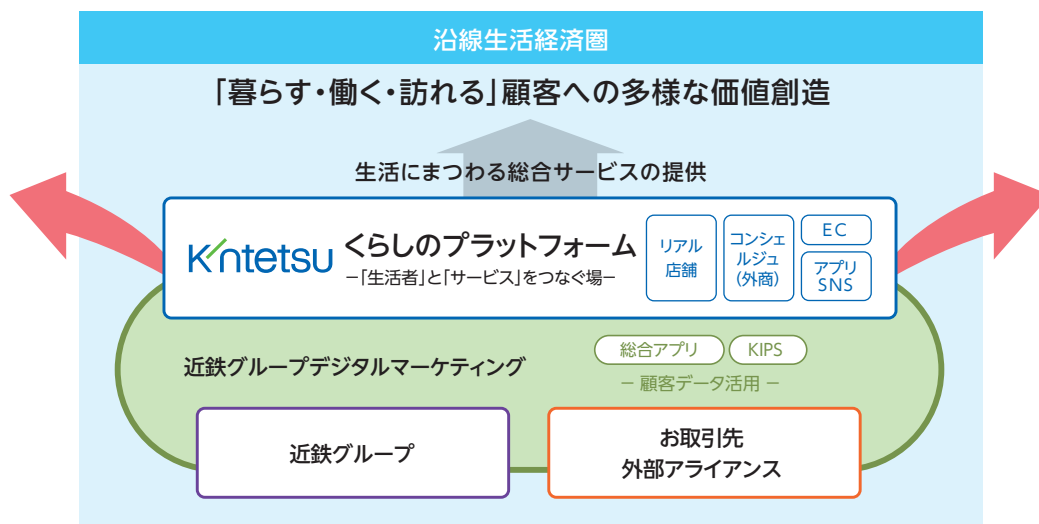 沿線生活経済圏
「暮らす・働く・訪れる」顧客への多様な価値創造
生活にまつわる総合サービスの提供
Kintetsu
くらしのプラットフォーム
−「生活者」と「サービス」をつなぐ場−
リアル
店舗
コンシェ
ルジュ
(外商)
EC
アプリ
SNS
近鉄グループデジタルマーケティング
総合アプリ
KIPS
− 顧客データ活用 −
近鉄グループ
お取引先
外部アライアンス